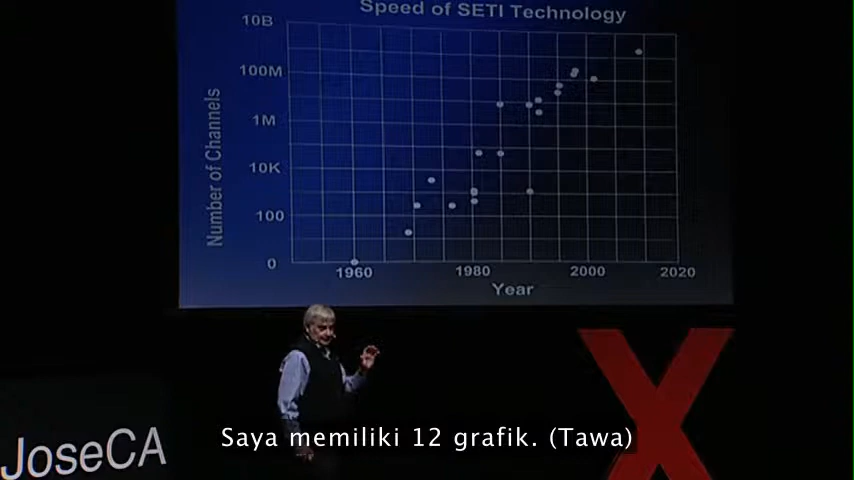 Speed of SETI Technology
10B
100M
1M
10K
100
0
Number of Channels
1960
1980
2000
2020
Year
X
JoseCA
Saya memiliki 12 grafik. (Tawa)